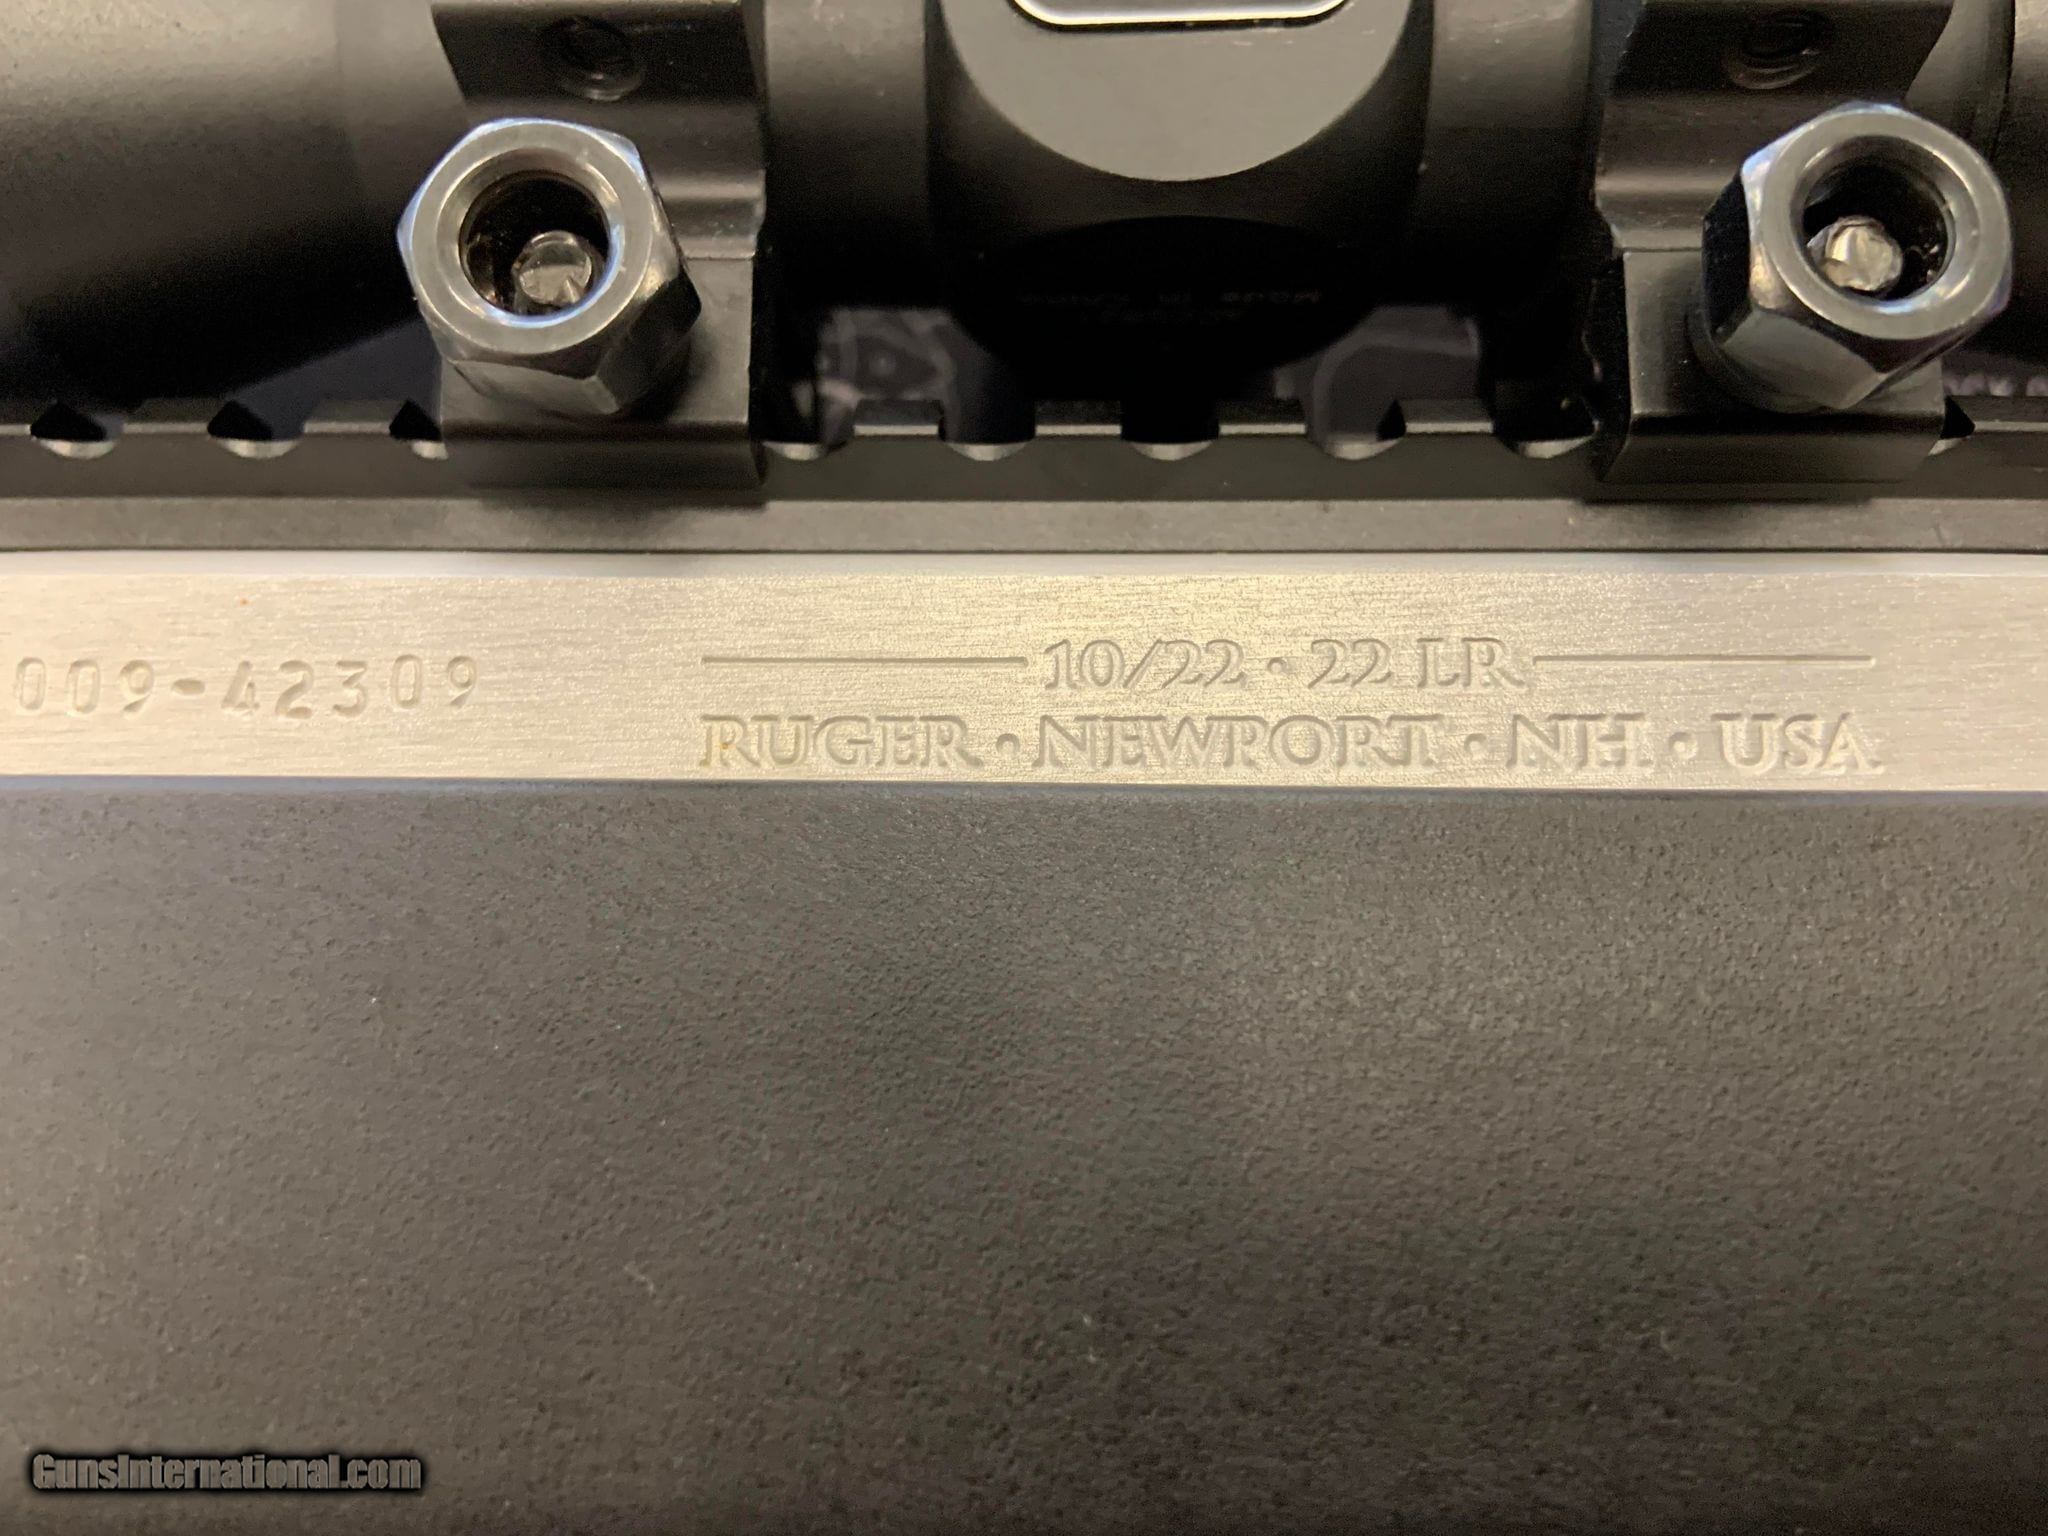 009-42309
10/22 • 22 LR
RUGER • NEWPORT • NH • USA
GunsInternational.com